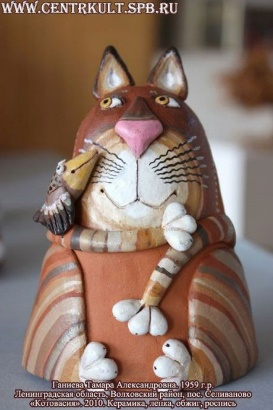 WWW.CENTRKULT.SPB.RU
Ганиева Тамара Александровна, 1959 г.р.
Ленинградская область, Волховский район, пос. Селиваново
«Котовасия». 2010. Керамика, лепка, обжиг, роспись